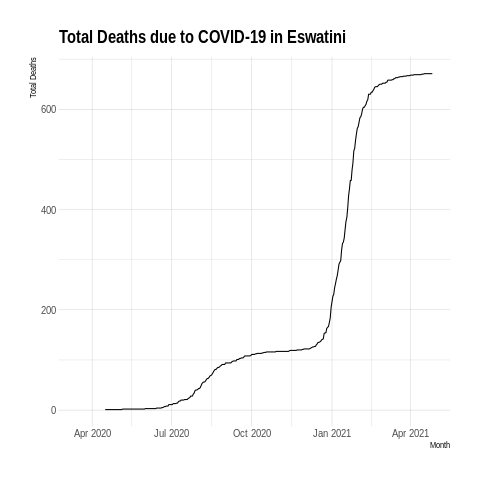 Total Deaths due to COVID-19 in Eswatini
Total Deaths
600
400
200
0
Apr 2020 Jul 2020 Oct 2020 Jan 2021 Apr 2021
Month